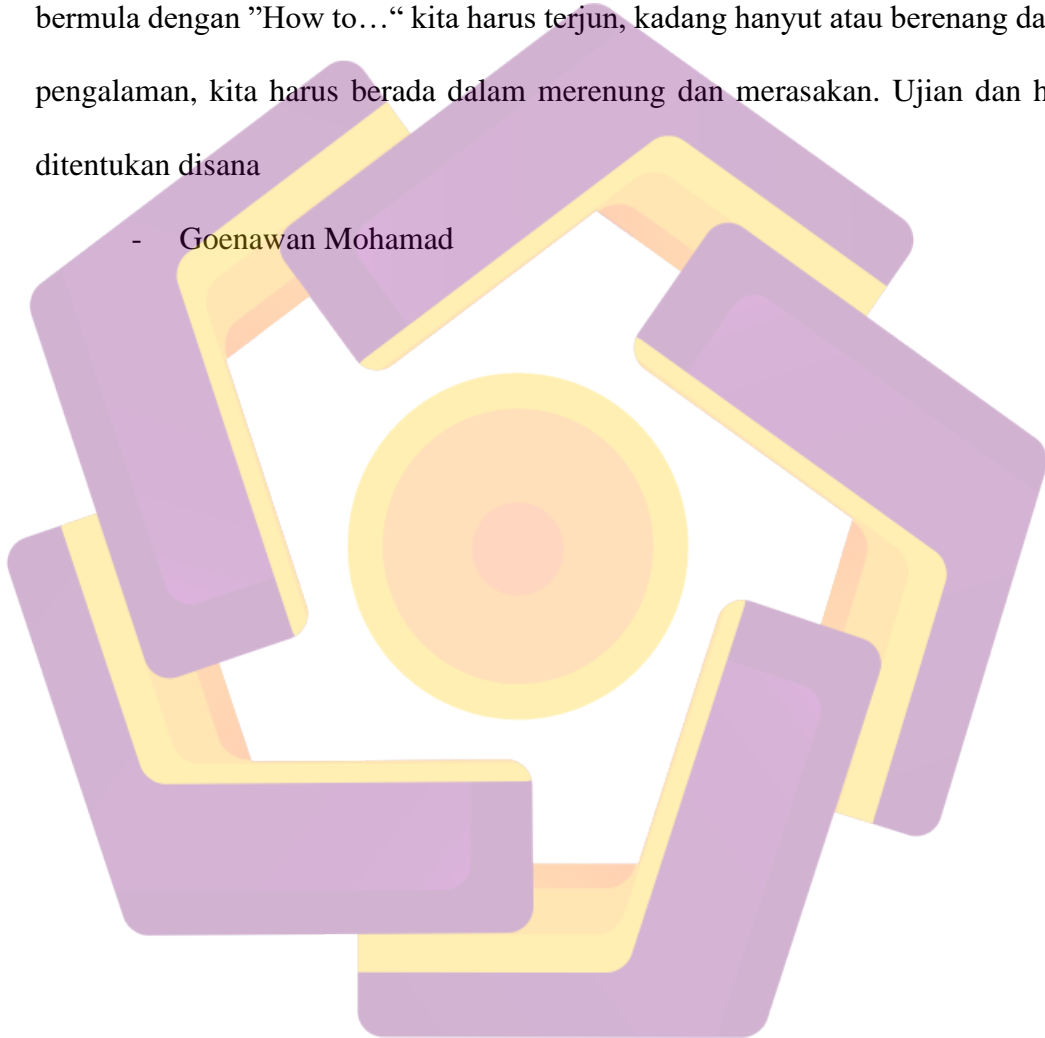 bermula dengan ”How to…“ kita harus terjun, kadang hanyut atau berenang da
pengalaman, kita harus berada dalam merenung dan merasakan. Ujian dan h
ditentukan disana
- Goenawan Mohamad